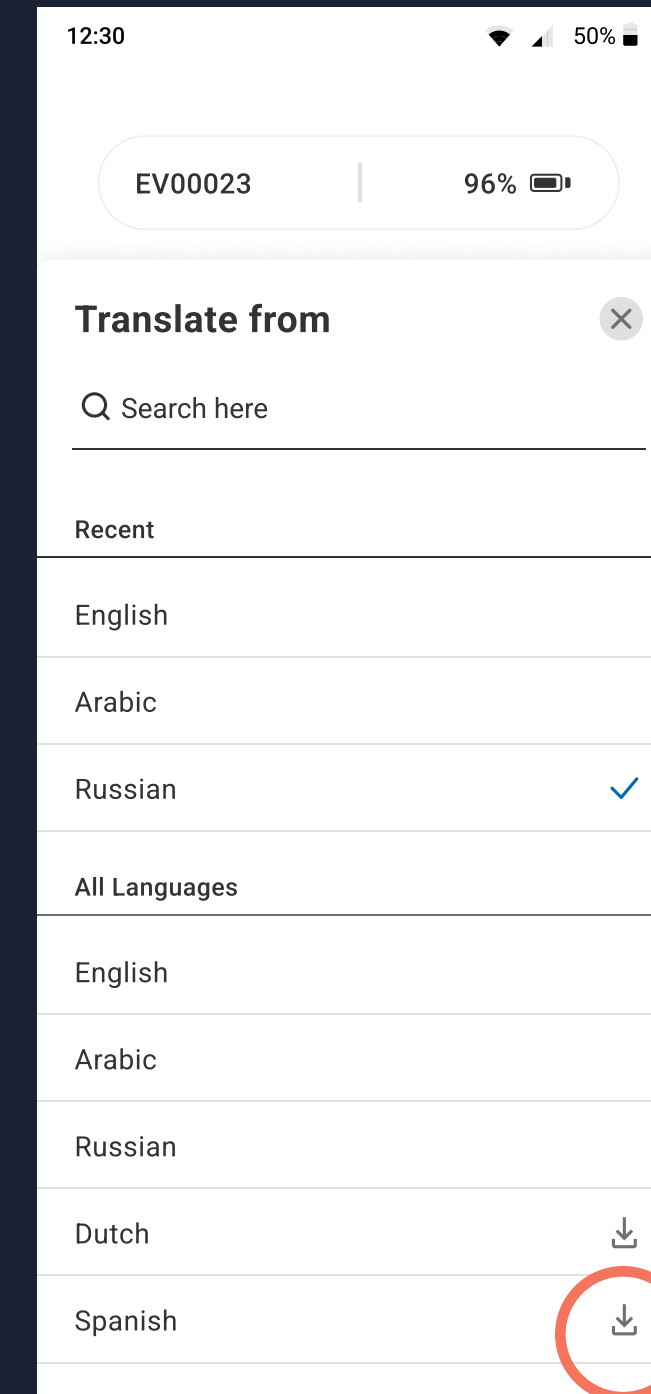 12:30 50%
EV00023 96%
Translate from
Search here
Recent
English
Arabic
Russian
All Languages
English
Arabic
Russian
Dutch
Spanish